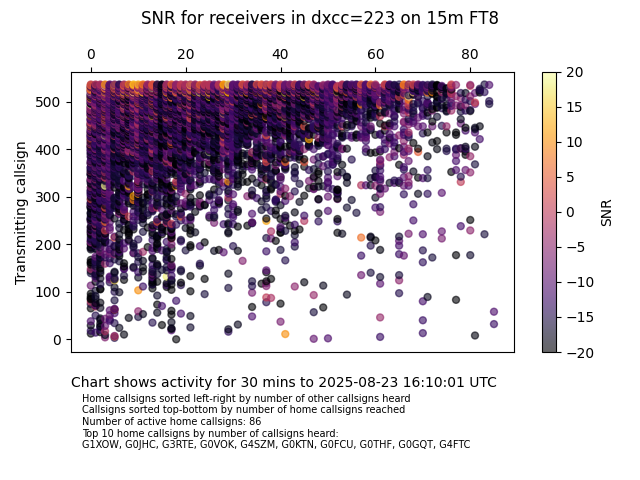 SNR for receivers in dxcc=223 on 15m FT8
0 20 40 60 80
500
400
300
200
100
0
Transmitting callsign
20
15
10
5
0
−5
−10
−15
−20
SNR
Chart shows activity for 30 mins to 2025-08-23 16:10:01 UTC
Home callsigns sorted left-right by number of other callsigns heard
Callsigns sorted top-bottom by number of home callsigns reached
Number of active home callsigns: 86
Top 10 home callsigns by number of callsigns heard:
G1XOW, G0JHC, G3RTE, G0VOK, G4SZM, G0KTN, G0FCU, G0THF, G0GQT, G4FTC